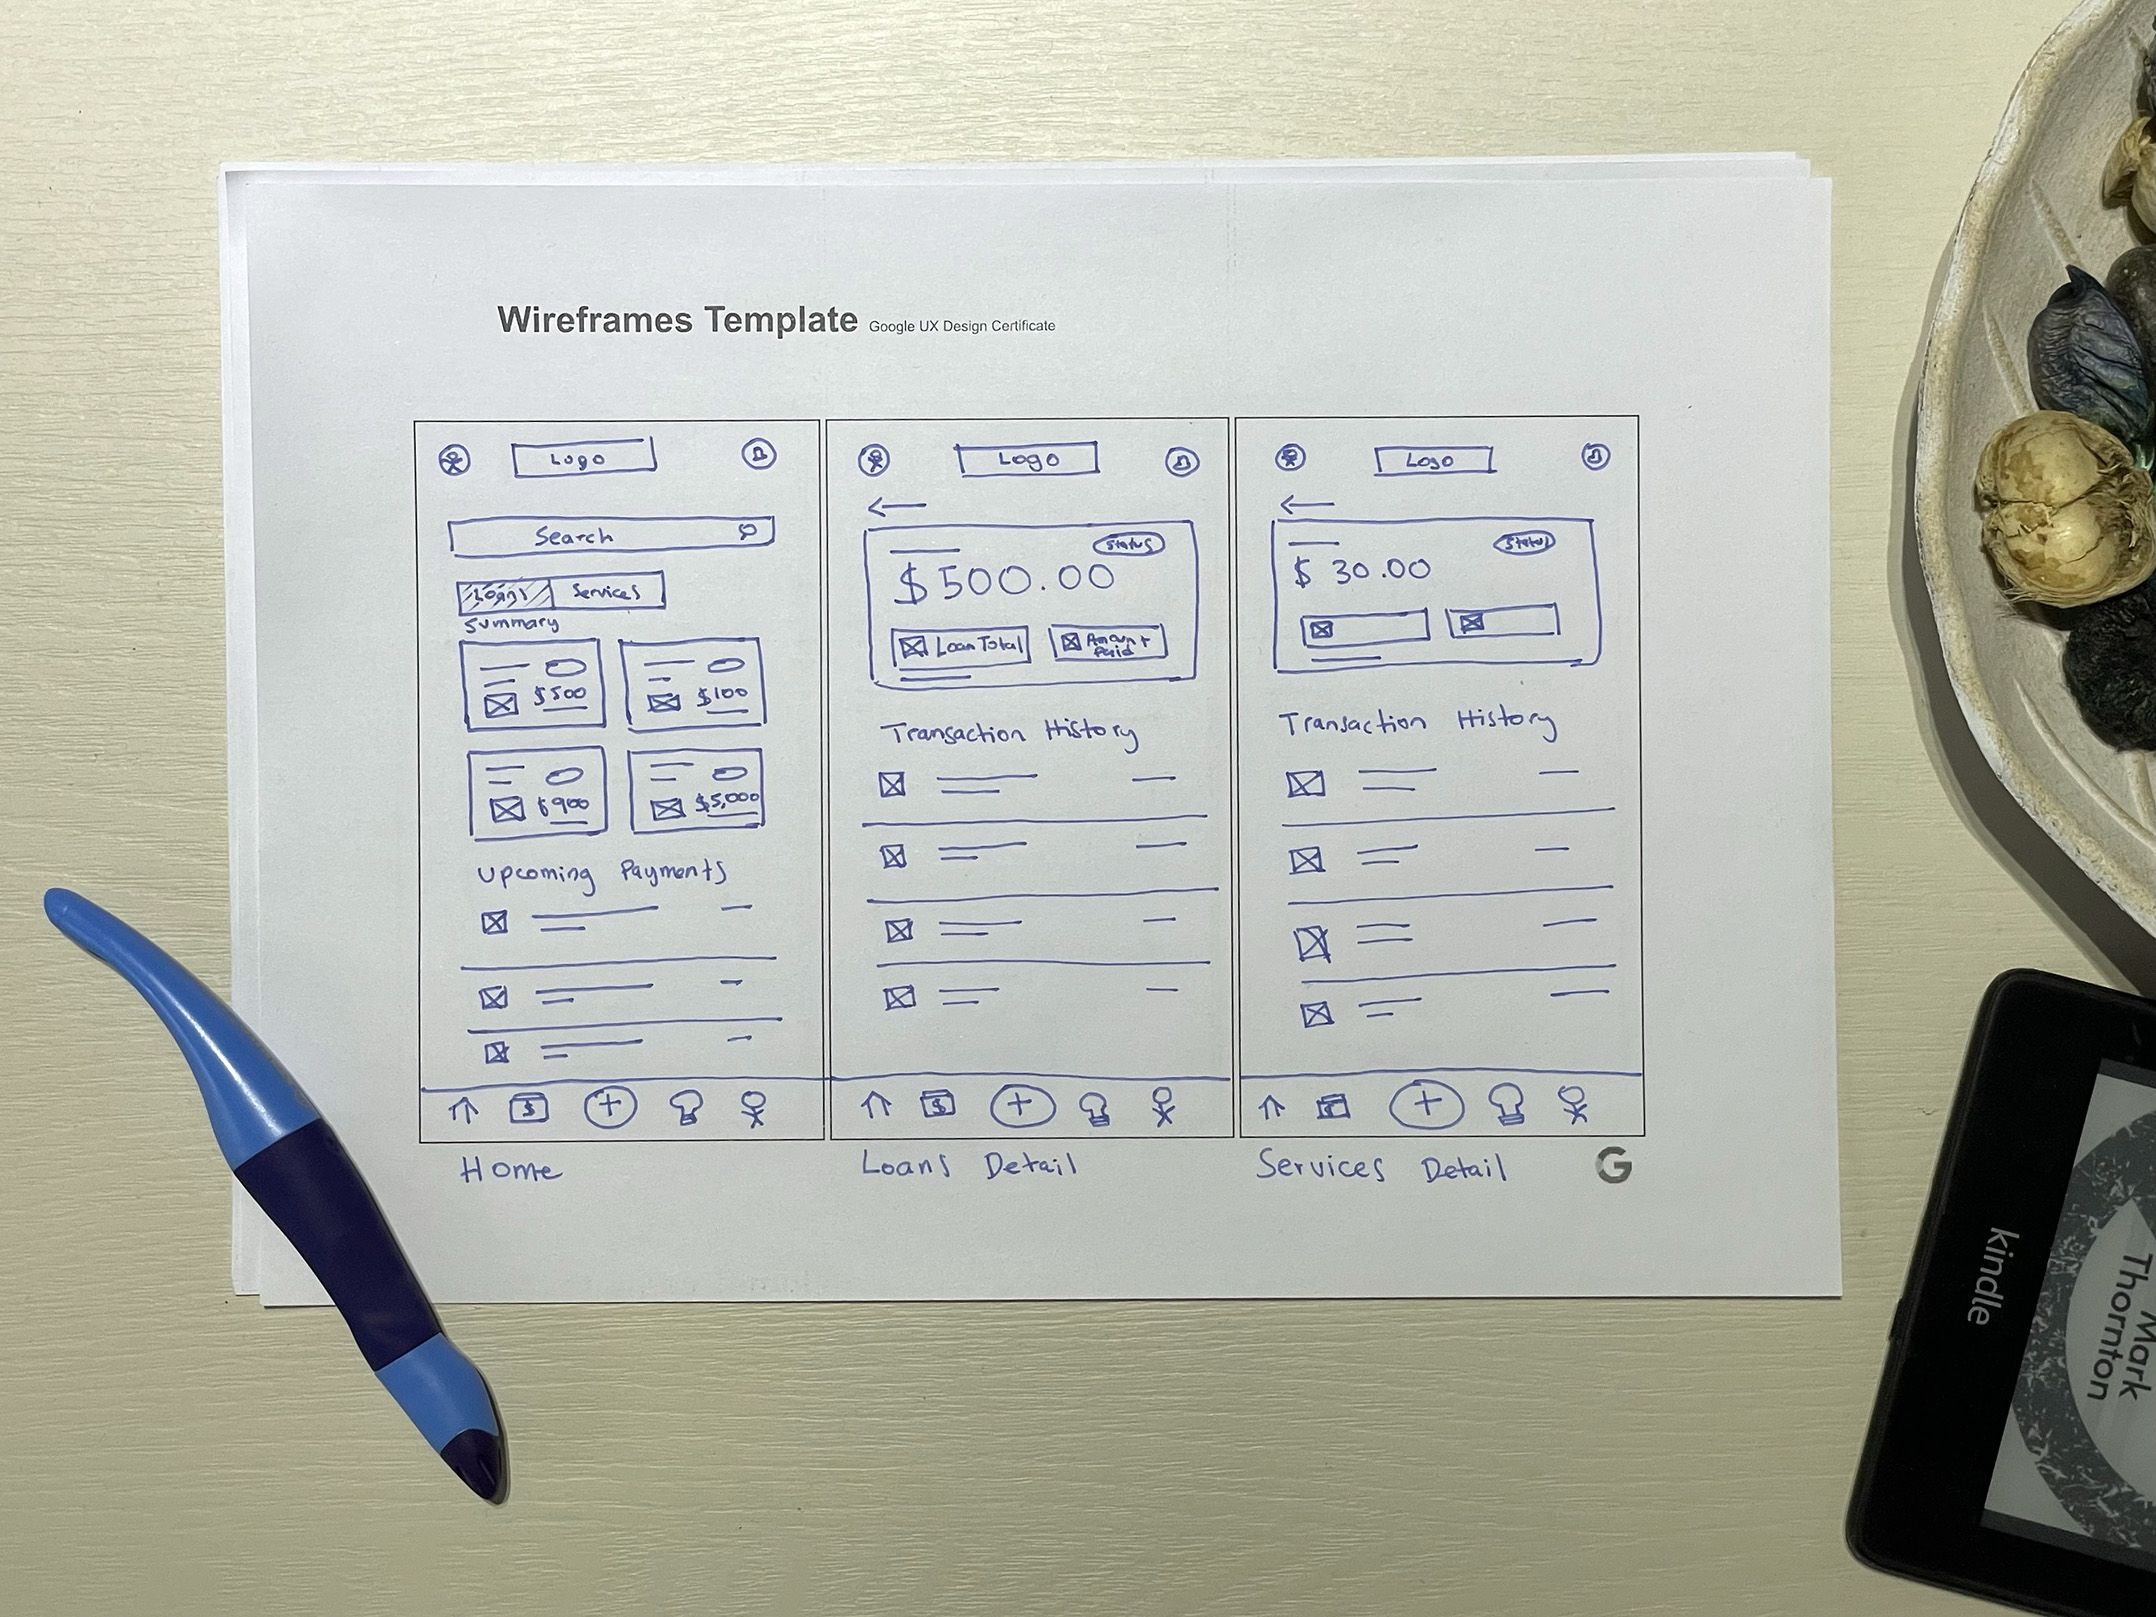 Wireframes Template Google UX Design Certificate
Logo
Search
Loans Services
Summary
$500
$100
$900
$5,000
Upcoming Payments
$
Home
Logo
Status
$500.00
Loan Total
Amount
Paid
Transaction History
$
Loans Detail
Logo
Status
$ 30.00
Transaction History
Services Detail
G
kindle
Mark
Thornton